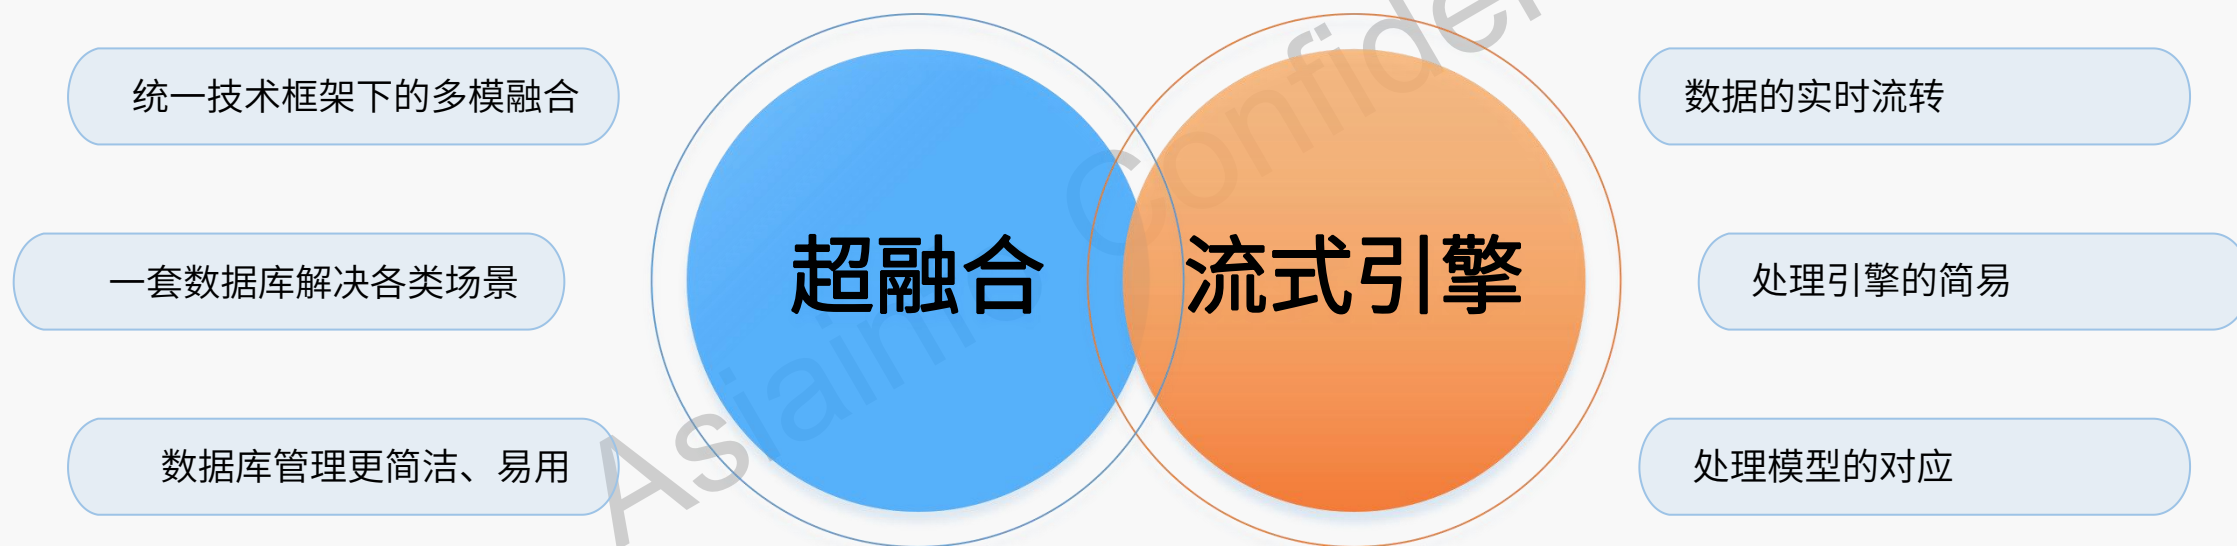 统一技术框架下的多模融合
一套数据库解决各类场景
数据库管理更简洁、易用
超融合
流式引擎
数据的实时流转
处理引擎的简易
处理模型的对应
Asiainfo Confiden